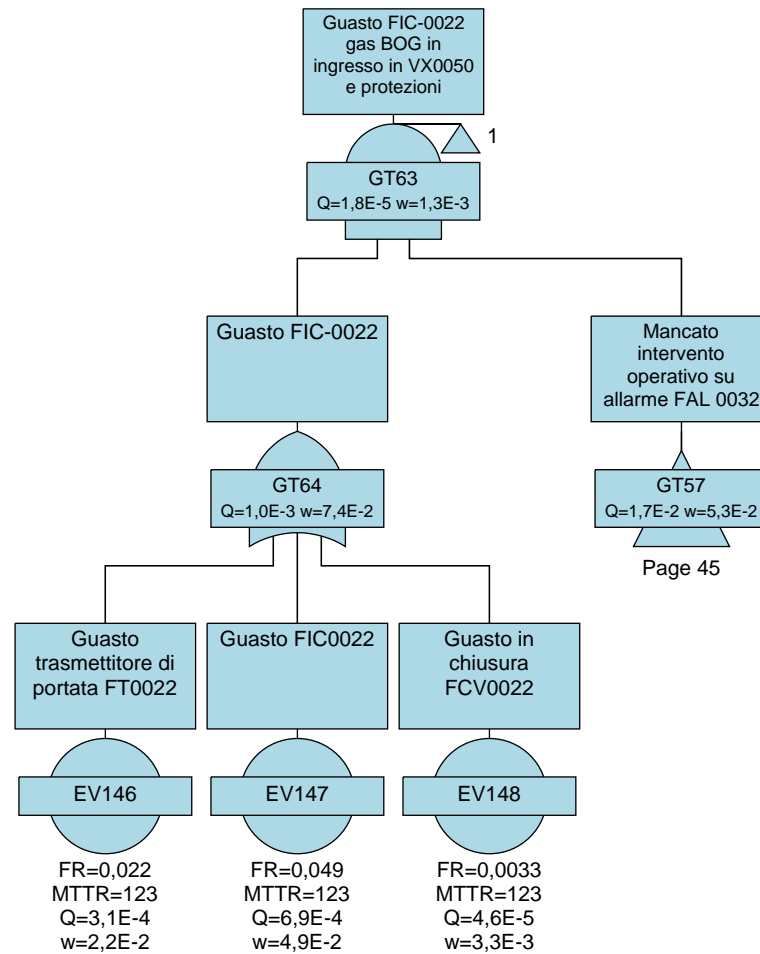 Guasto FIC-0022
gas BOG in
ingresso in VX0050
e protezioni
1
GT63
Q=1,8E-5 w=1,3E-3
Guasto FIC-0022
Mancato
intervento
operativo su
allarme FAL 0032
GT64
Q=1,0E-3 w=7,4E-2
GT57
Q=1,7E-2 w=5,3E-2
Page 45
Guasto
trasmettitore di
portata FT0022
Guasto FIC0022
Guasto in
chiusura
FCV0022
EV146
EV147
EV148
FR=0,022
MTTR=123
Q=3,1E-4
w=2,2E-2
FR=0,049
MTTR=123
Q=6,9E-4
w=4,9E-2
FR=0,0033
MTTR=123
Q=4,6E-5
w=3,3E-3